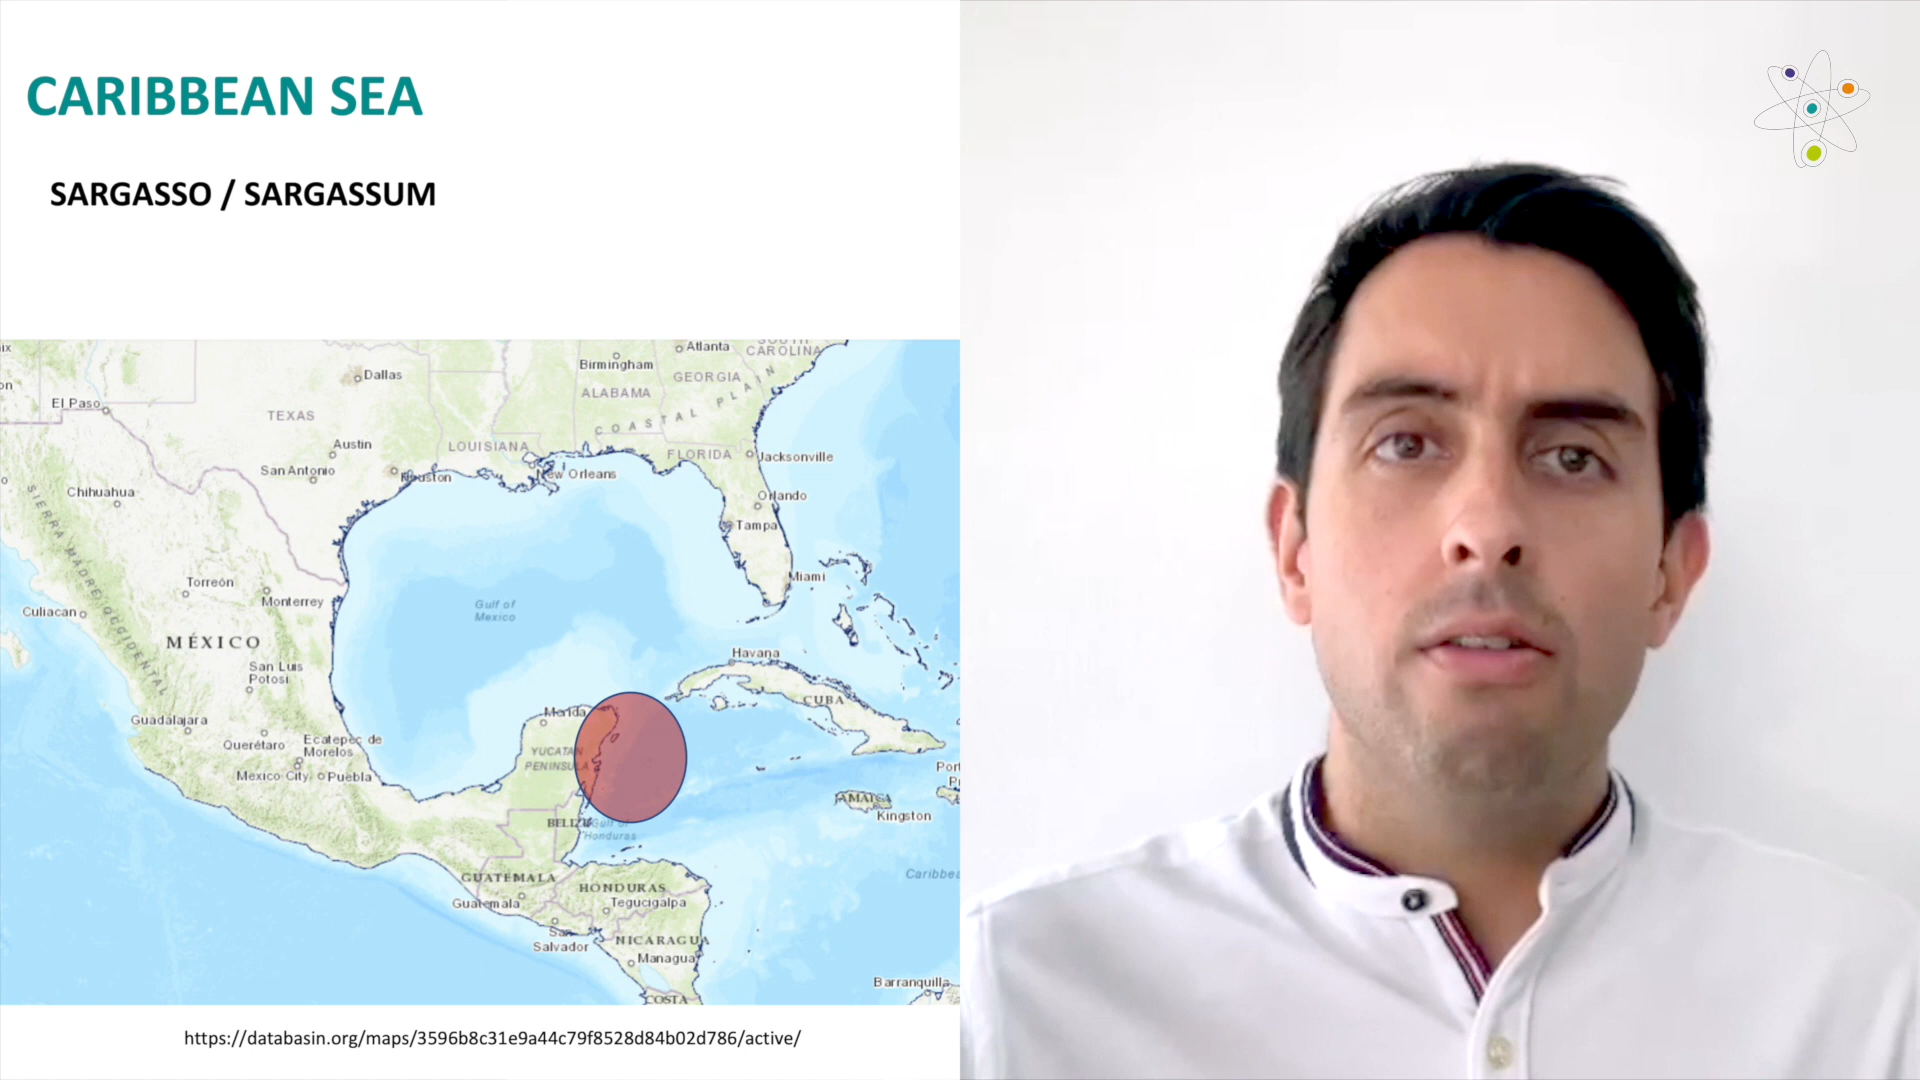 CARIBBEAN SEA
SARGASSO / SARGASSUM
ix
Atlanta
SOUTH
CAROLINA
Birmingham
Dallas
GEORGIA
on
ALABAMA
El Paso
COASTAL PLAIN
TEXAS
Austin
LOUISIANA
FLORIDA
Jacksonville
San Antonio
Houston
New Orleans
Chihuahua
Orlando
SIERRA MADRE OCCIDENTAL
Tampa
Torreón
Miami
Monterrey
Culiacan
Gulf of
Mexico
MÉXICO
Havana
San Luis
Potosi
CUBA
Merida
Guadalajara
Querétaro
Ecatepec de
Morelos
YUCATAN
PENINSULA
Mexico City
Puebla
Port
P
JAMAICA
Kingston
BELIZE
Gulf of
Honduras
Caribbea
GUATEMALA
HONDURAS
Guatemala
Tegucigalpa
San
Salvador
NICARAGUA
Managua
Barranquilla
COSTA
https://databasin.org/maps/3596b8c31e9a44c79f8528d84b02d786/active/